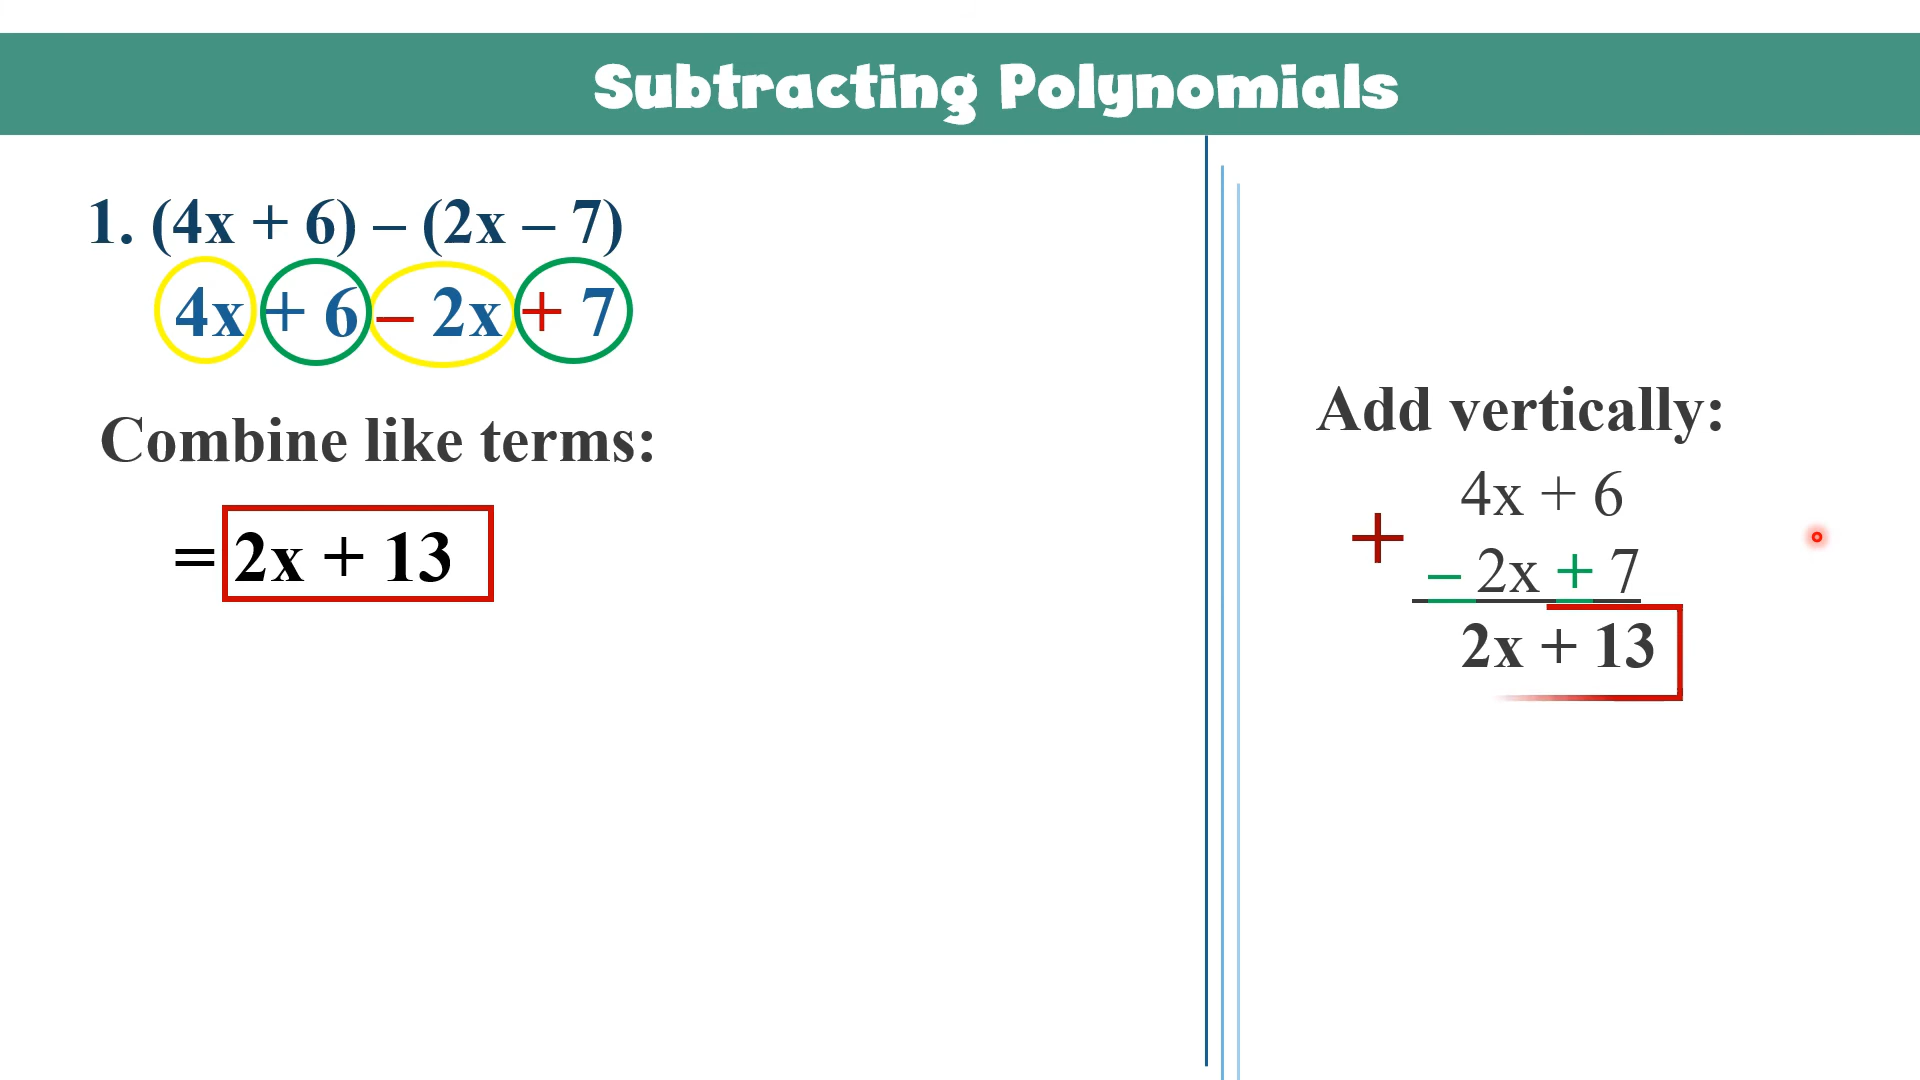 Subtracting Polynomials
1. (4x + 6) – (2x – 7)
4x + 6 – 2x + 7
Combine like terms:
= 2x + 13
Add vertically:
4x + 6
+
– 2x + 7
2x + 13